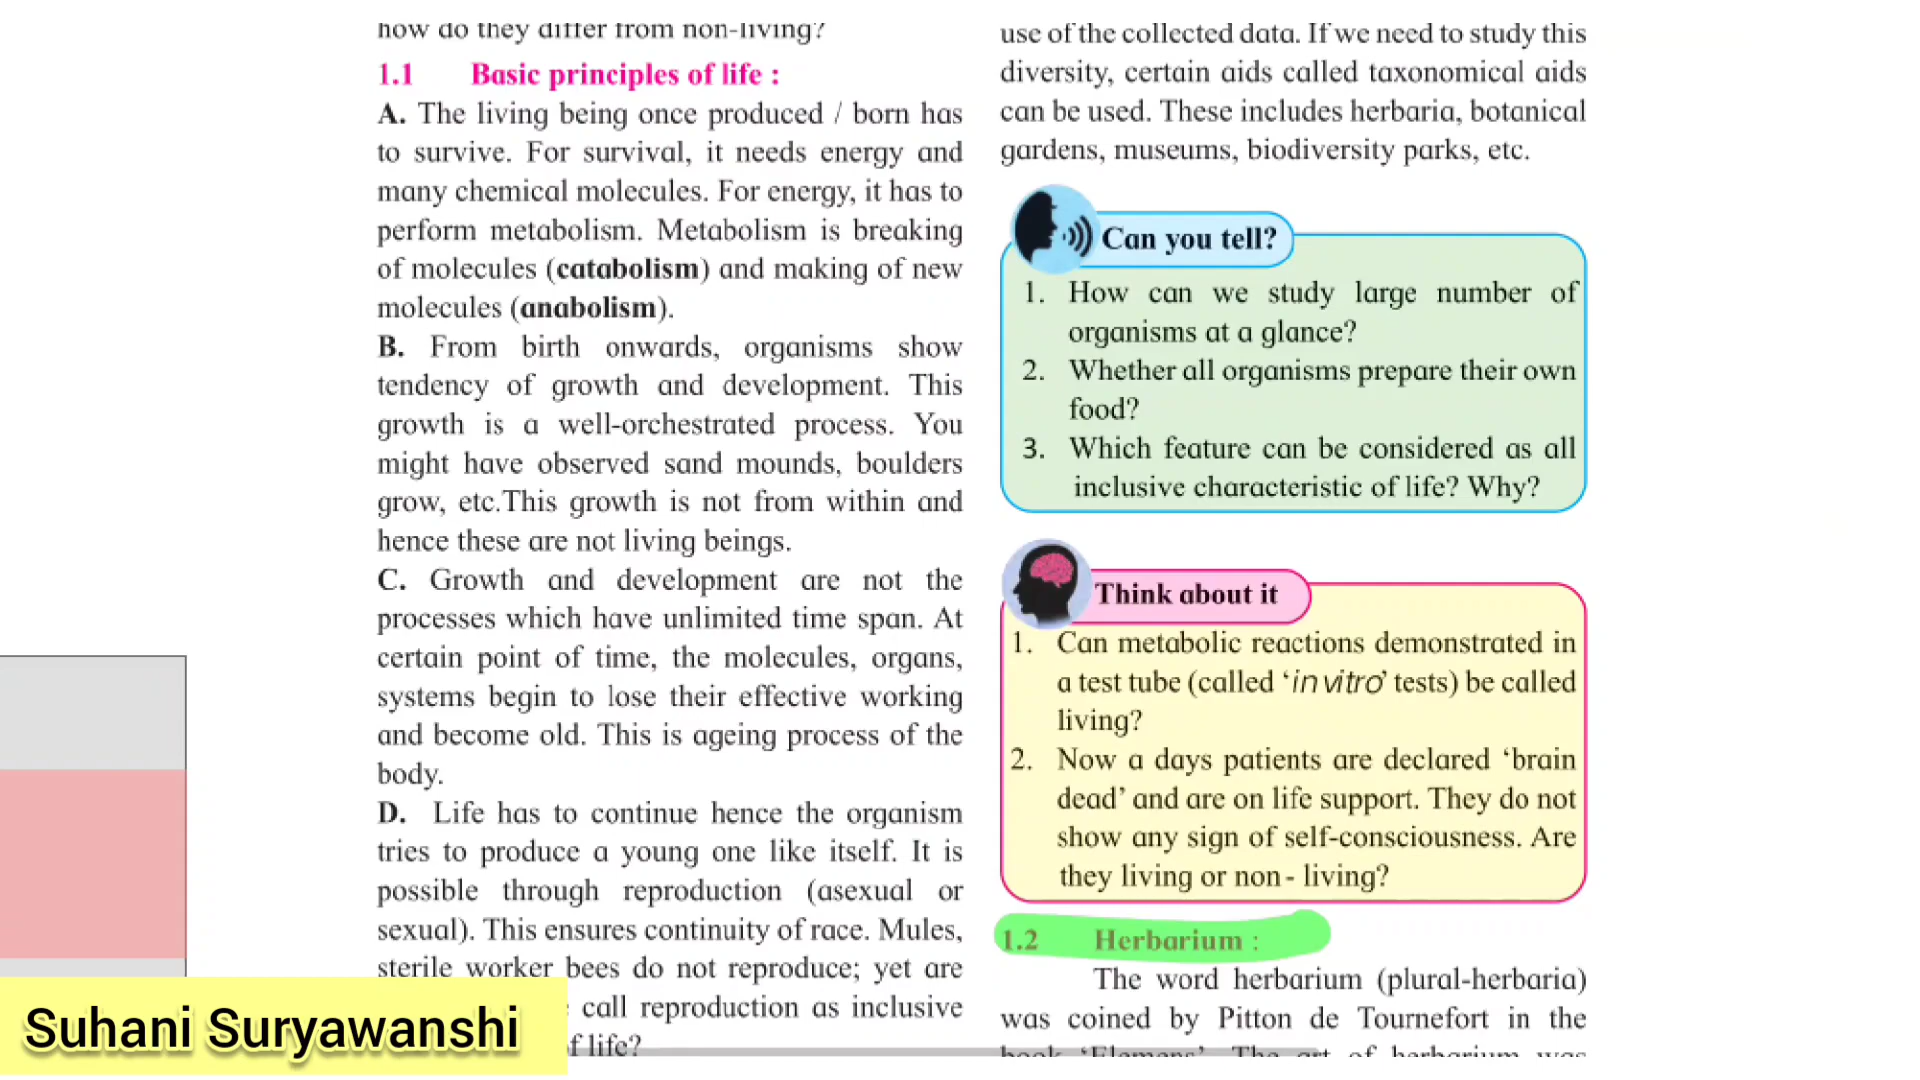 how do they differ from non-living?
1.1 Basic principles of life :
A. The living being once produced / born has
to survive. For survival, it needs energy and
many chemical molecules. For energy, it has to
perform metabolism. Metabolism is breaking
of molecules (catabolism) and making of new
molecules (anabolism).
B. From birth onwards, organisms show
tendency of growth and development. This
growth is a well-orchestrated process. You
might have observed sand mounds, boulders
grow, etc.This growth is not from within and
hence these are not living beings.
C. Growth and development are not the
processes which have unlimited time span. At
certain point of time, the molecules, organs,
systems begin to lose their effective working
and become old. This is ageing process of the
body.
D. Life has to continue hence the organism
tries to produce a young one like itself. It is
possible through reproduction (asexual or
sexual). This ensures continuity of race. Mules,
sterile worker bees do not reproduce; yet are
call reproduction as inclusive
f life?
use of the collected data. If we need to study this
diversity, certain aids called taxonomical aids
can be used. These includes herbaria, botanical
gardens, museums, biodiversity parks, etc.
Can you tell?
1. How can we study large number of
organisms at a glance?
2. Whether all organisms prepare their own
food?
3. Which feature can be considered as all
inclusive characteristic of life? Why?
Think about it
1. Can metabolic reactions demonstrated in
a test tube (called ‘in vitro’ tests) be called
living?
2. Now a days patients are declared ‘brain
dead’ and are on life support. They do not
show any sign of self-consciousness. Are
they living or non - living?
1.2 Herbarium :
The word herbarium (plural-herbaria)
was coined by Pitton de Tournefort in the
book ‘Elemens’ The art of herbarium was
Suhani Suryawanshi